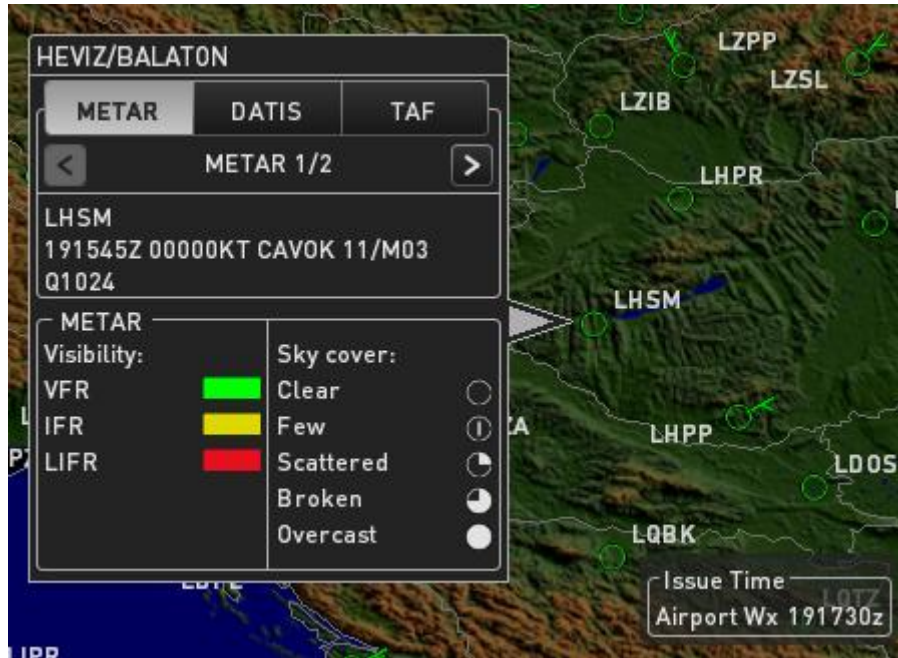 HEVIZ/BALATON
METAR DATIS TAF
< METAR 1/2 >
LHSM
191545Z 00000KT CAVOK 11/M03
Q1024
METAR
Visibility:
VFR
IFR
LIFR
Sky cover:
Clear
Few
Scattered
Broken
Overcast
LZPP
LZSL
LZIB
LHPR
LHSM
LHPP
LDOS
LQBK
Issue Time
Airport Wx 191730z
LQTZ